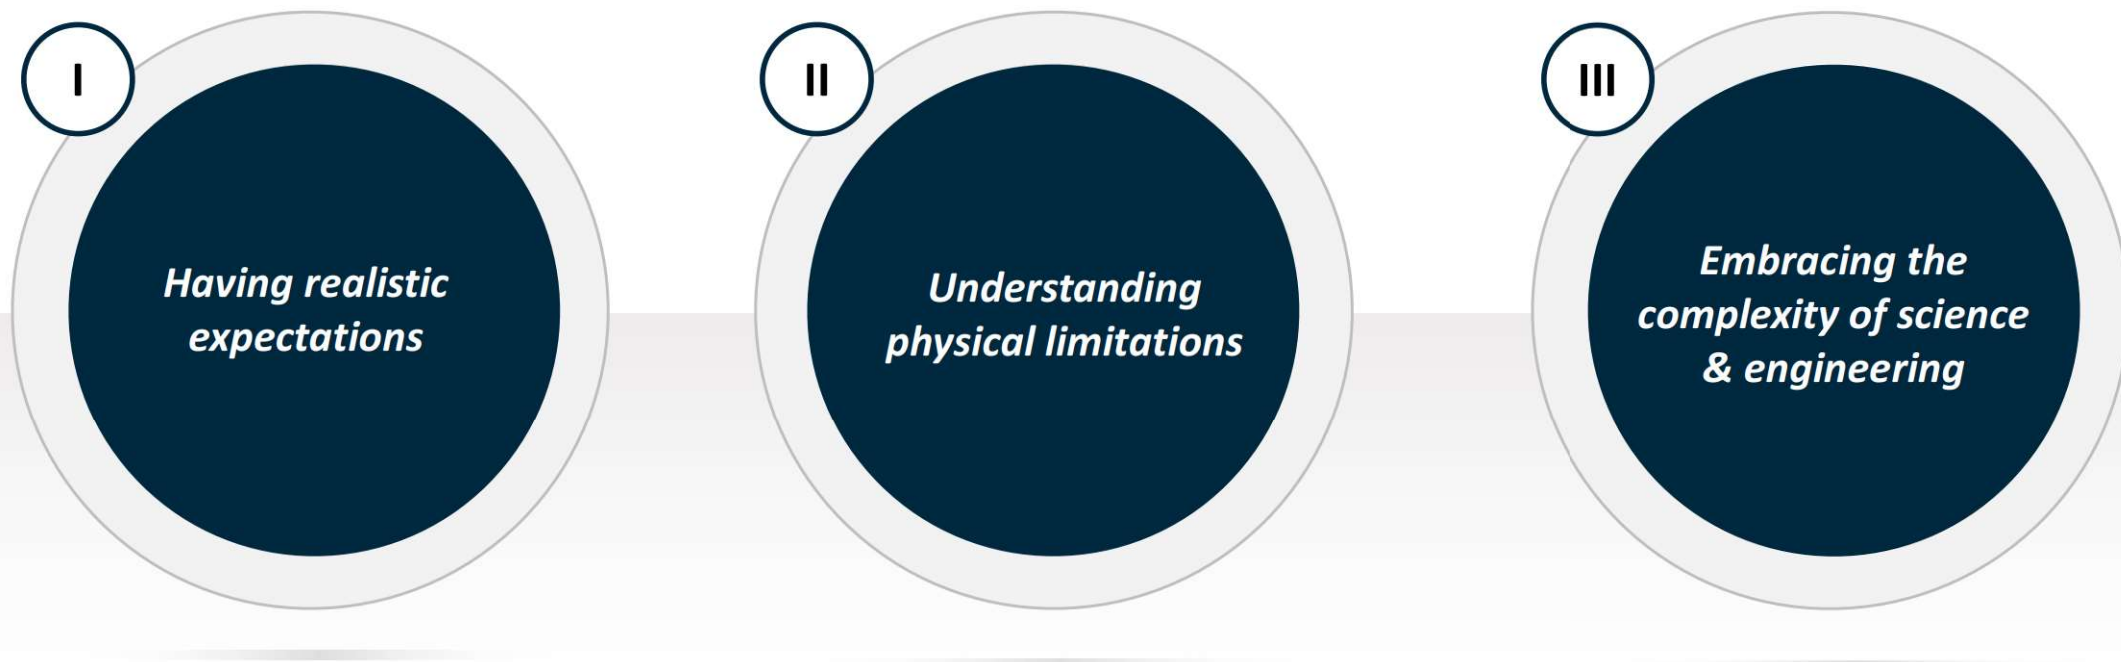 I
Having realistic
expectations
II
Understanding
physical limitations
III
Embracing the
complexity of science
& engineering